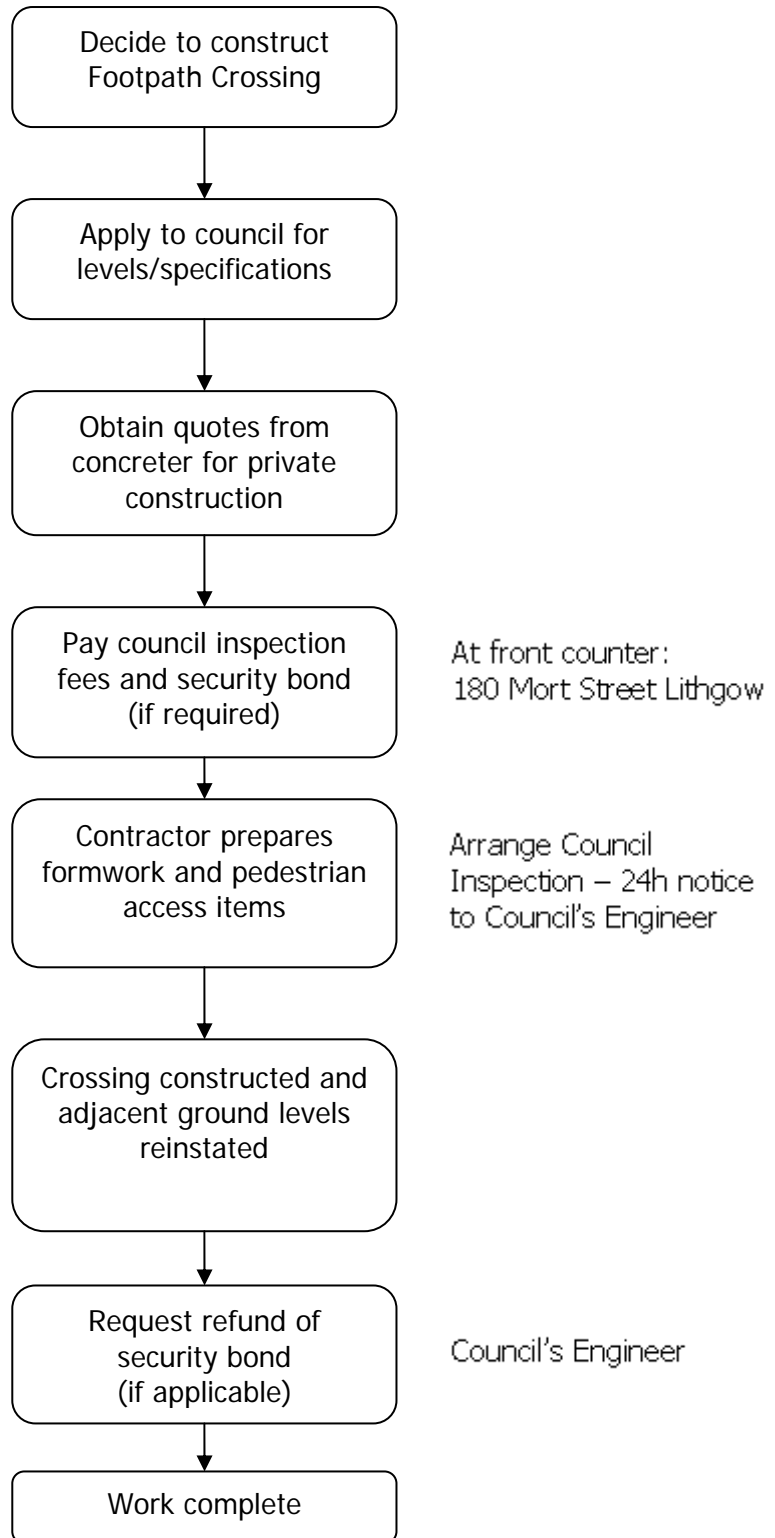 Decide to construct
Footpath Crossing
Apply to council for
levels/specifications
Obtain quotes from
concreter for private
construction
Pay council inspection
fees and security bond
(if required)
At front counter:
180 Mort Street Lithgow
Contractor prepares
formwork and pedestrian
access items
Arrange Council
Inspection – 24h notice
to Council's Engineer
Crossing constructed and
adjacent ground levels
reinstated
Request refund of
security bond
(if applicable)
Council's Engineer
Work complete